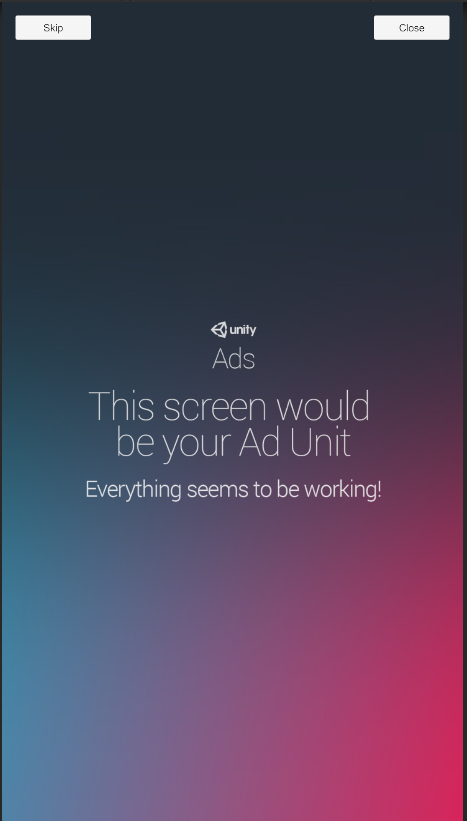 Skip
Close
unity
Ads
This screen would
be your Ad Unit
Everything seems to be working!